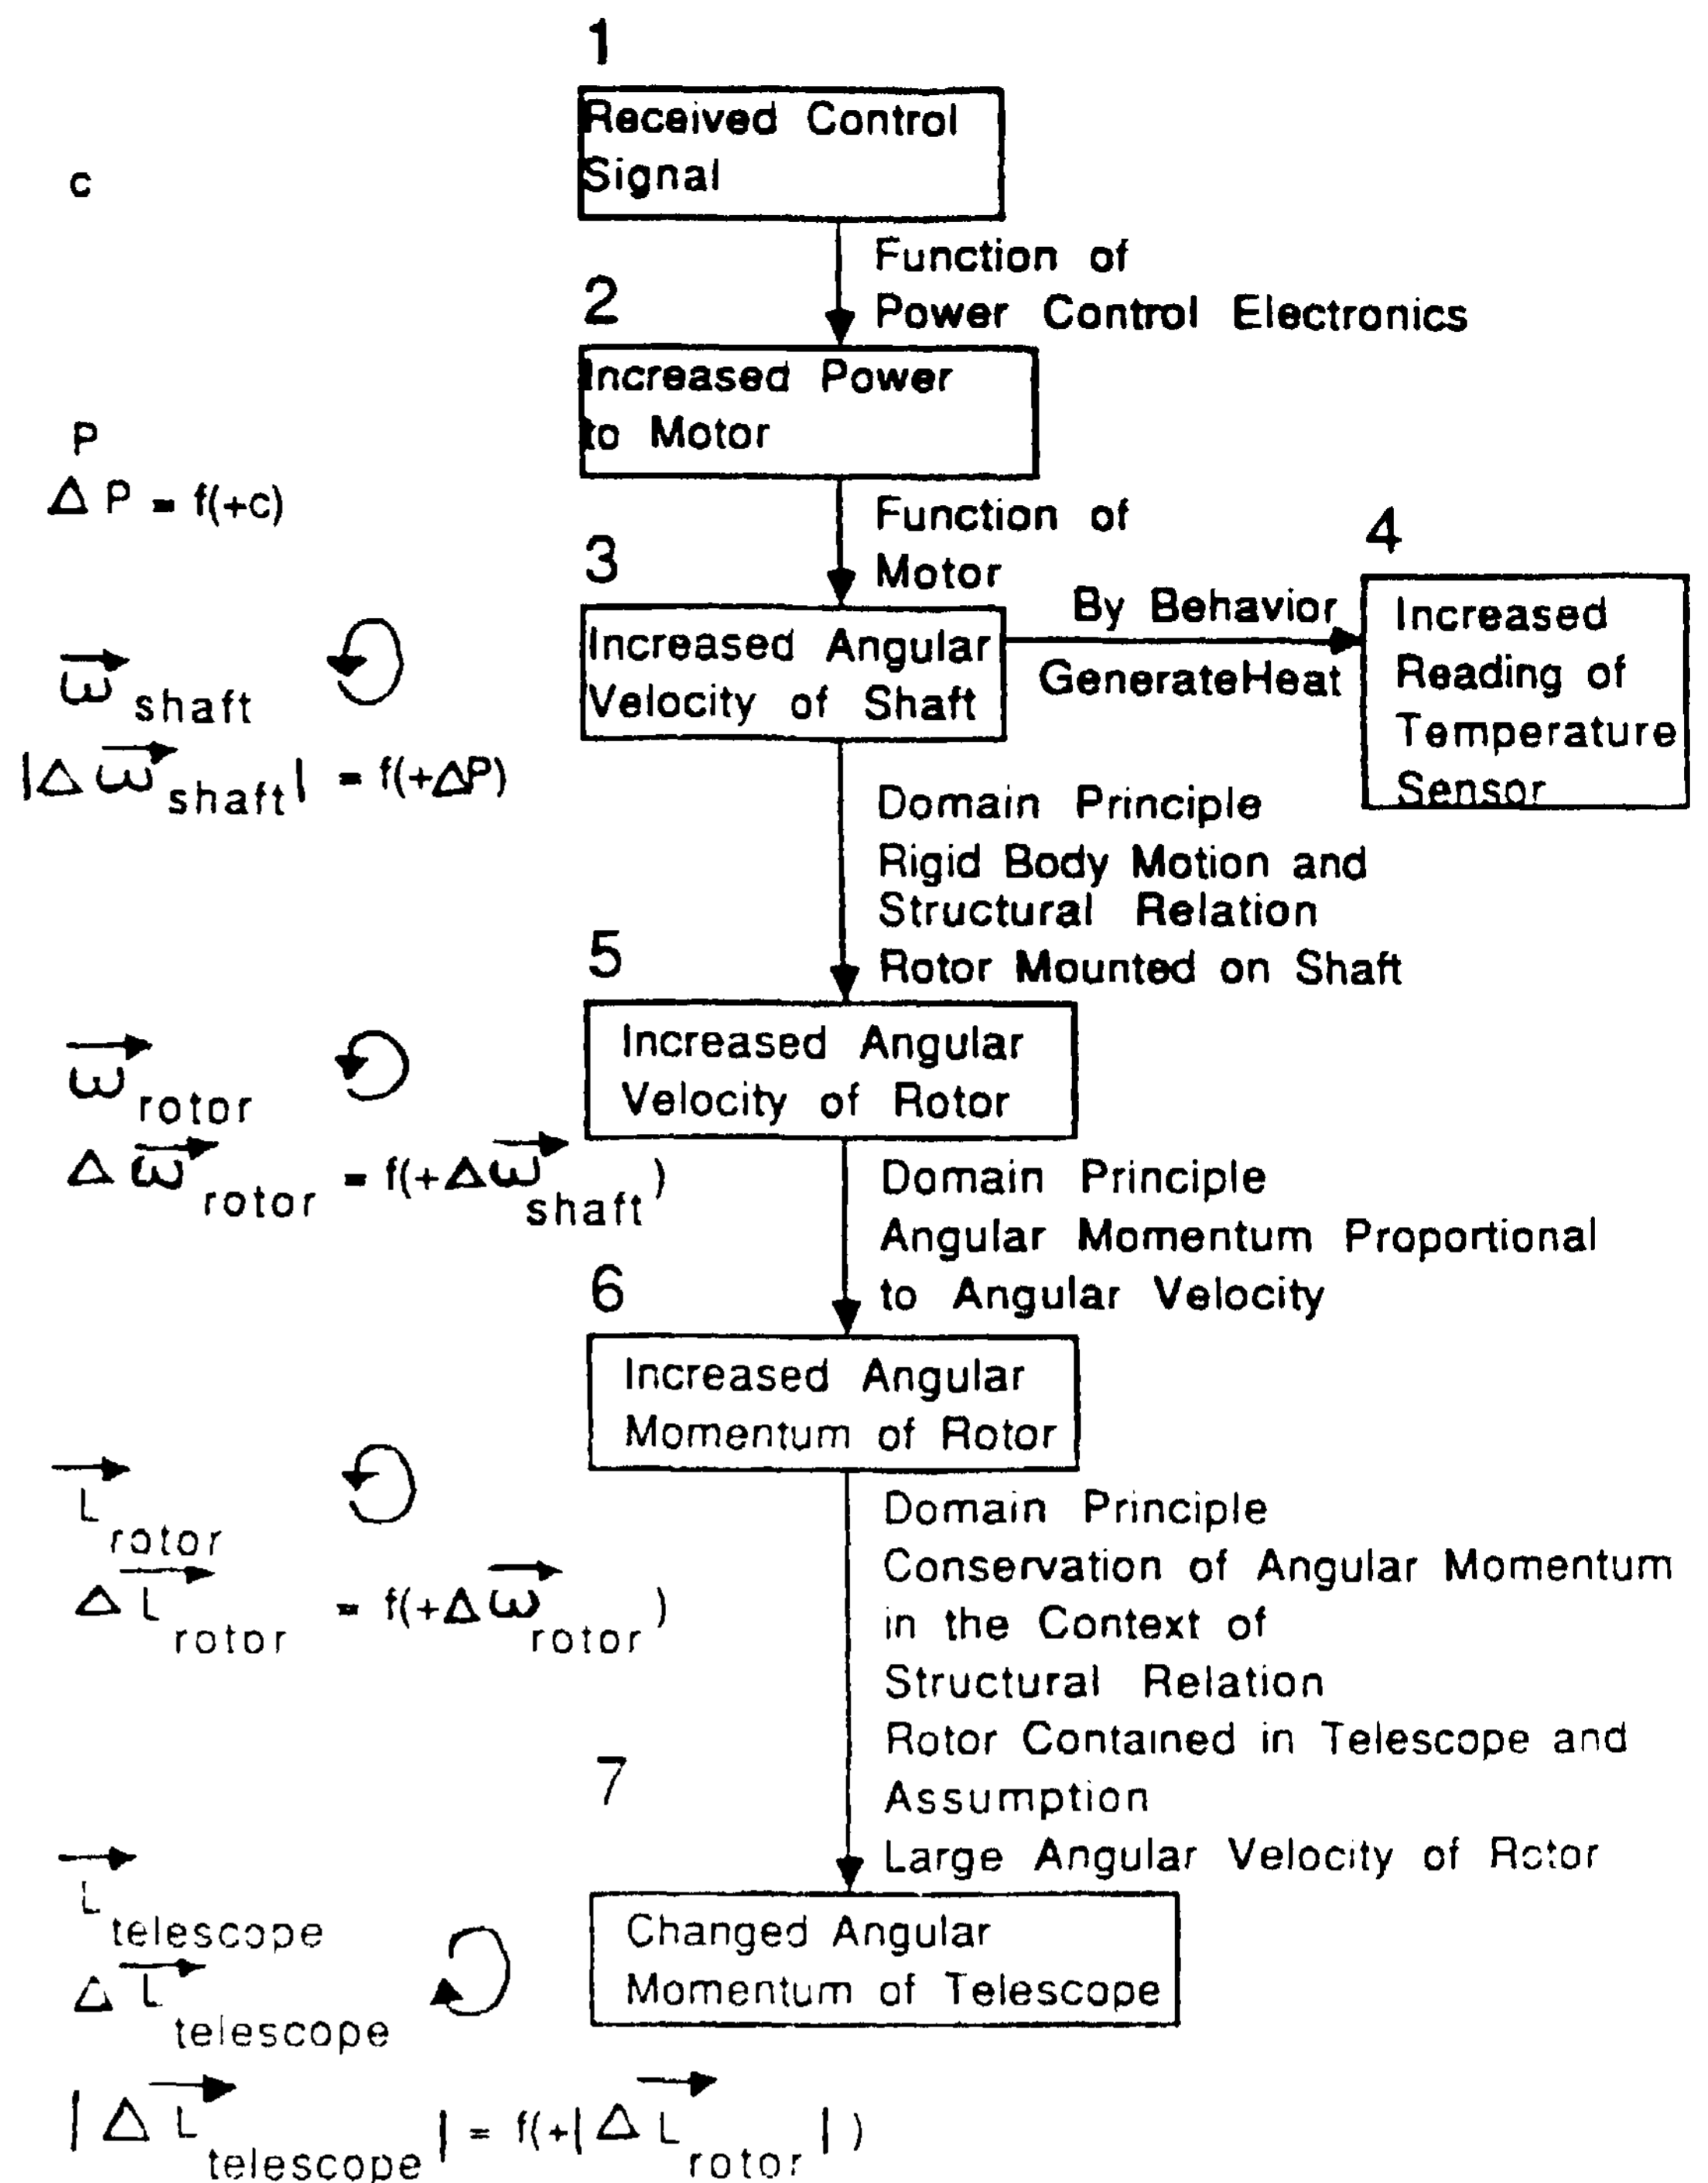 1
Received Control
Signal
c
Function of
Power Control Electronics
2
Increased Power
to Motor
P
Δ P = f(+c)
Function of
Motor
3
4
Increased Angular
Velocity of Shaft
By Behavior
GenerateHeat
Increased
Reading of
Temperature
Sensor
ω shaft
|Δ ω shaft| = f(+ΔP)
Domain Principle
Rigid Body Motion and
Structural Relation
Rotor Mounted on Shaft
5
Increased Angular
Velocity of Rotor
ω rotor
Δ ω rotor = f(+Δω shaft)
Domain Principle
Angular Momentum Proportional
to Angular Velocity
6
Increased Angular
Momentum of Rotor
L rotor
Δ L rotor = f(+Δω rotor)
Domain Principle
Conservation of Angular Momentum
in the Context of
Structural Relation
Rotor Contained in Telescope and
Assumption
Large Angular Velocity of Rotor
7
Changed Angular
Momentum of Telescope
L telescope
Δ L telescope
| Δ L telescope | = f(+| Δ L rotor | )